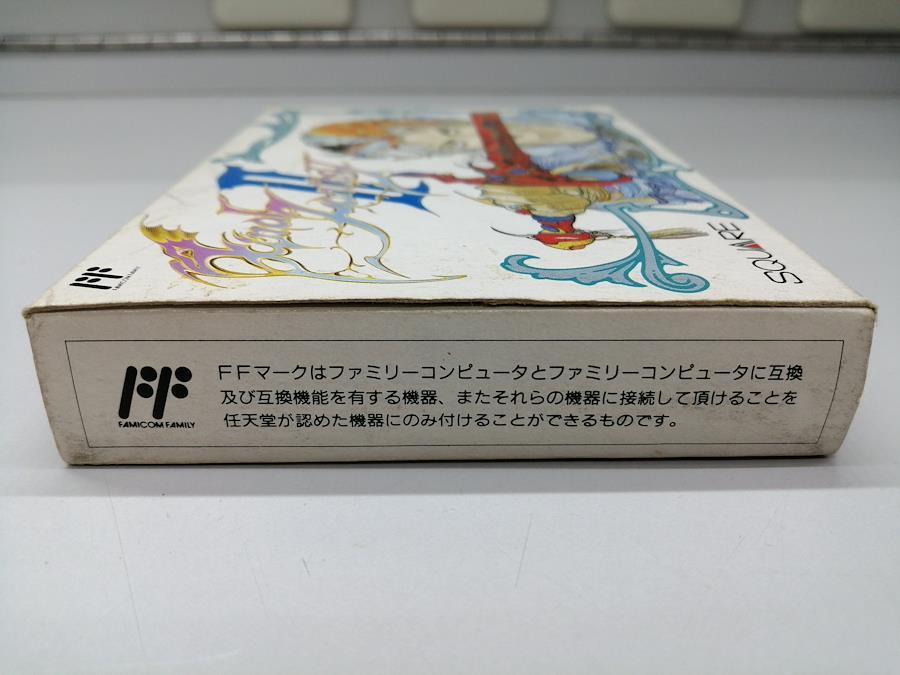 FINAL FANTASY
II
SQUARE
FF
FF
FAMICOM FAMILY
FFマークはファミリーコンピュータとファミリーコンピュータに互換
及び互換機能を有する機器、またそれらの機器に接続して頂けることを
任天堂が認めた機器にのみ付けることができるものです。